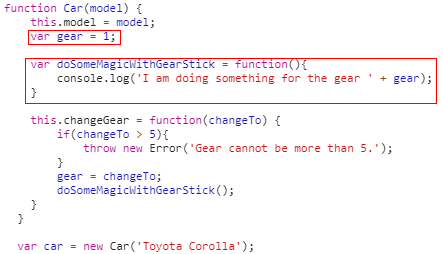 function Car(model) {
    this.model = model;
    var gear = 1;

    var doSomeMagicWithGearStick = function(){
        console.log('I am doing something for the gear ' + gear);
    }

    this.changeGear = function(changeTo) {
        if(changeTo > 5){
            throw new Error('Gear cannot be more than 5.');
        }
        gear = changeTo;
        doSomeMagicWithGearStick();
    }
  }

  var car = new Car('Toyota Corolla');